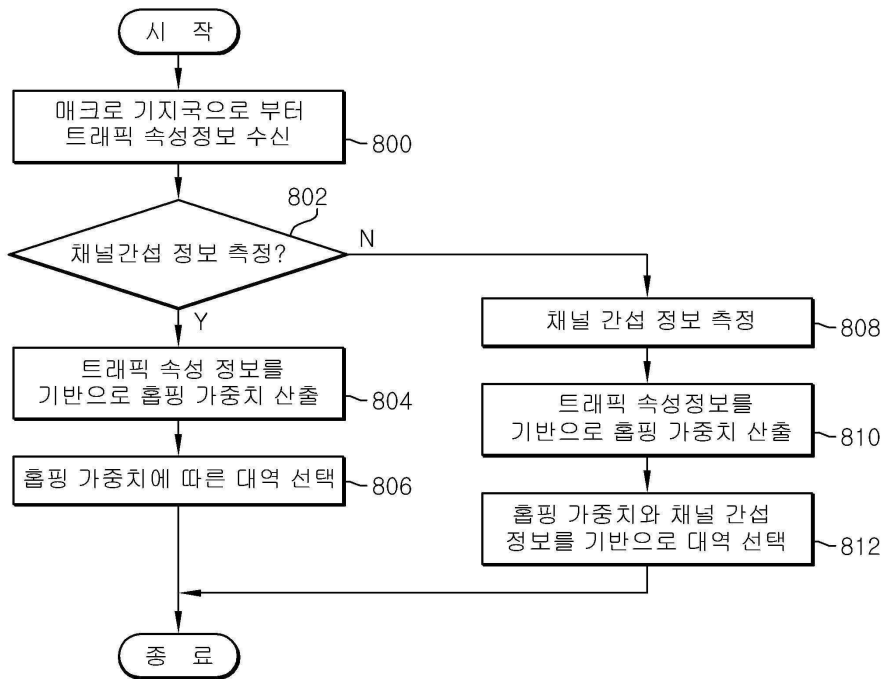 시 작
매크로 기지국으로 부터
트래픽 속성정보 수신
800
802
채널간섭 정보 측정?
N
Y
채널 간섭 정보 측정
808
트래픽 속성 정보를
기반으로 홉핑 가중치 산출
804
트래픽 속성정보를
기반으로 홉핑 가중치 산출
810
홉핑 가중치에 따른 대역 선택
806
홉핑 가중치와 채널 간섭
정보를 기반으로 대역 선택
812
종 료